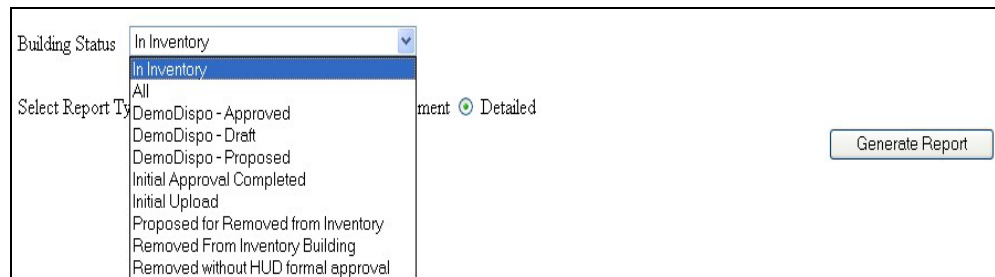 Building Status In Inventory
In Inventory
All
Select Report Ty
DemoDispo - Approved
ment Detailed
DemoDispo - Draft
DemoDispo - Proposed
Generate Report
Initial Approval Completed
Initial Upload
Proposed for Removed from Inventory
Removed From Inventory Building
Removed without HUD formal approval